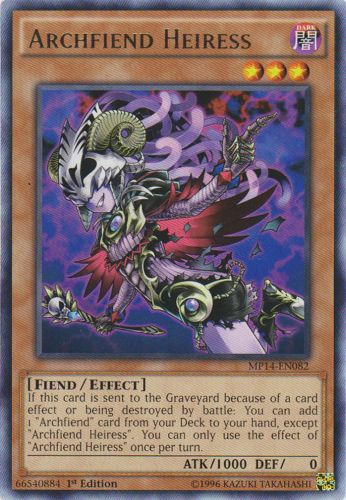 ARCHFIEND HEIRESS
DARK
闇
MP14-EN082
[FIEND / EFFECT]
If this card is sent to the Graveyard because of a card
effect or being destroyed by battle: You can add
1 "Archfiend" card from your Deck to your hand, except
"Archfiend Heiress". You can only use the effect of
"Archfiend Heiress" once per turn.
ATK/1000 DEF/ 0
66540884 1st Edition ©1996 KAZUKI TAKAHASHI